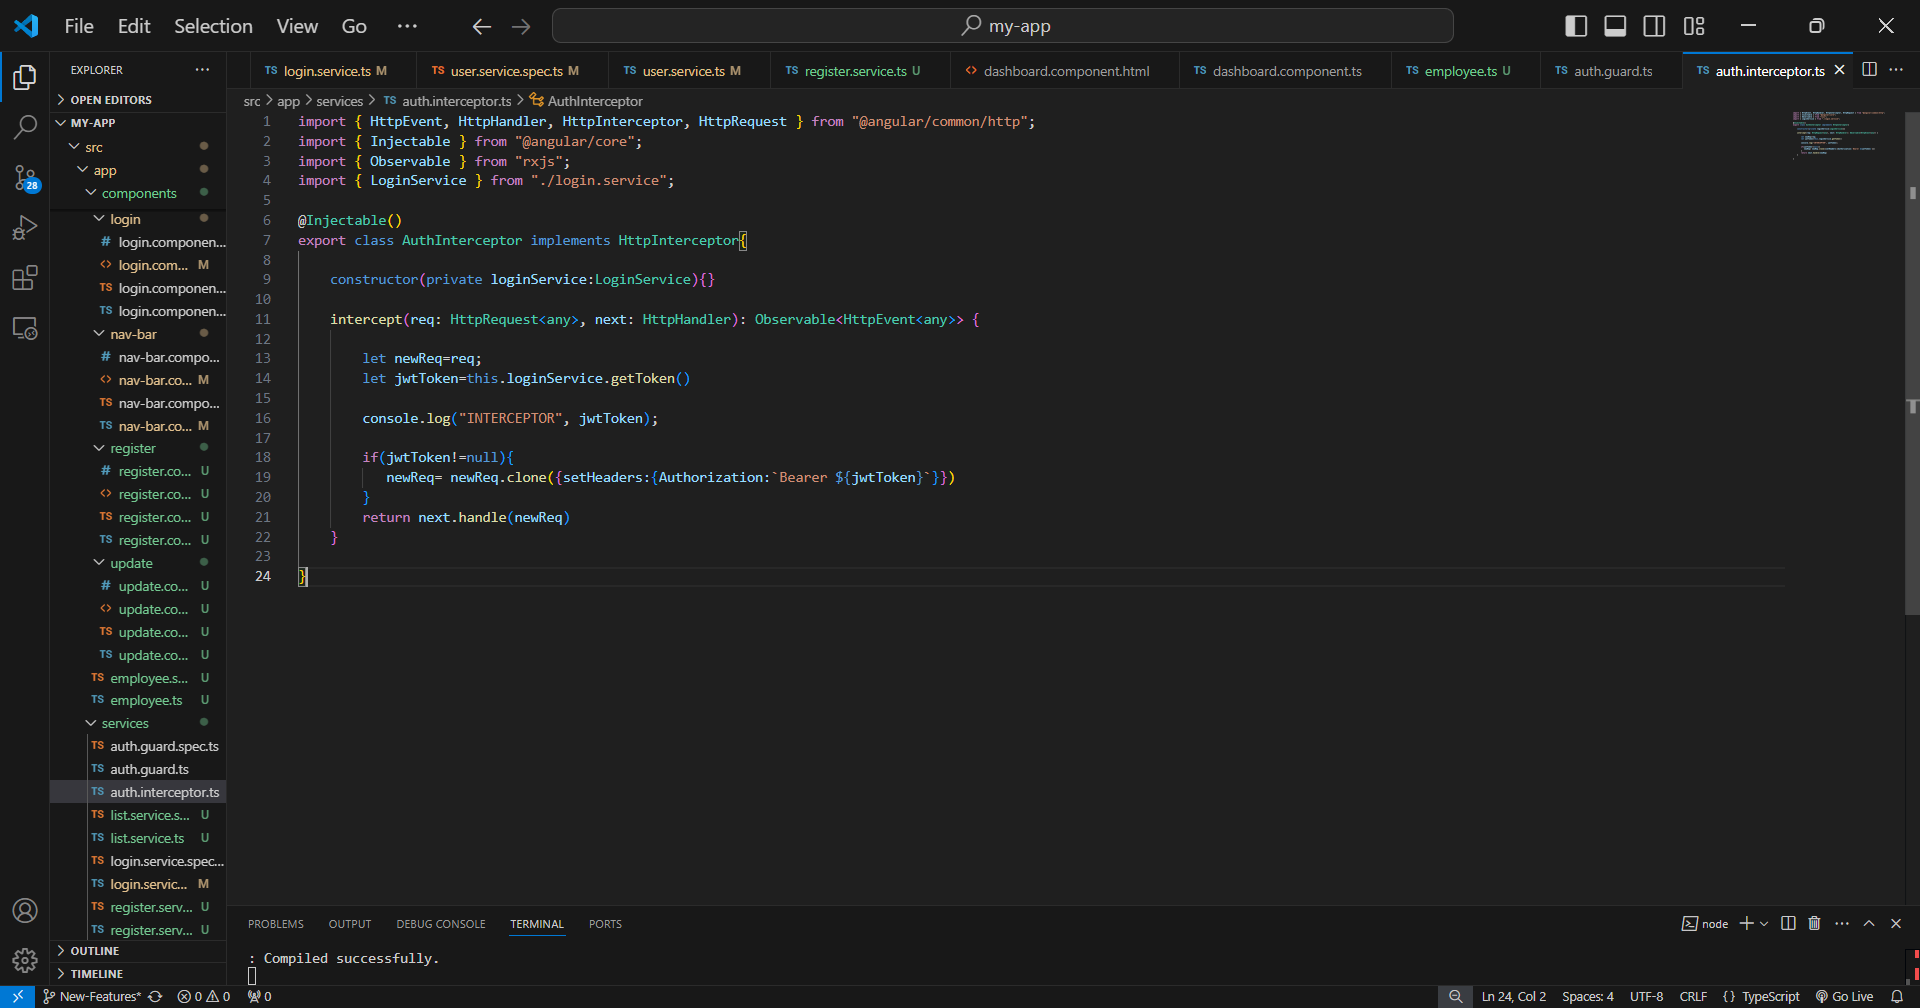 File Edit Selection View Go ···
my-app
EXPLORER ···
OPEN EDITORS
MY-APP
src
app
components
login
# login.componen...
<> login.com... M
TS login.componen...
TS login.componen...
nav-bar
# nav-bar.compo...
<> nav-bar.co... M
TS nav-bar.compo...
TS nav-bar.co... M
register
# register.co... U
<> register.co... U
TS register.co... U
TS register.co... U
update
# update.co... U
<> update.co... U
TS update.co... U
TS update.co... U
TS employee.s... U
TS employee.ts U
services
TS auth.guard.spec.ts
TS auth.guard.ts
TS auth.interceptor.ts
TS list.service.s... U
TS list.service.ts U
TS login.service.spec...
TS login.servic... M
TS register.serv... U
TS register.serv... U
OUTLINE
TIMELINE
28
TS login.service.ts M TS user.service.spec.ts M TS user.service.ts M TS register.service.ts U <> dashboard.component.html TS dashboard.component.ts TS employee.ts U TS auth.guard.ts TS auth.interceptor.ts
src > app > services > TS auth.interceptor.ts > AuthInterceptor
1 import { HttpEvent, HttpHandler, HttpInterceptor, HttpRequest } from "@angular/common/http";
2 import { Injectable } from "@angular/core";
3 import { Observable } from "rxjs";
4 import { LoginService } from "./login.service";
5
6 @Injectable()
7 export class AuthInterceptor implements HttpInterceptor{
8
9 constructor(private loginService:LoginService){}
10
11 intercept(req: HttpRequest<any>, next: HttpHandler): Observable<HttpEvent<any>> {
12
13 let newReq=req;
14 let jwtToken=this.loginService.getToken()
15
16 console.log("INTERCEPTOR", jwtToken);
17
18 if(jwtToken!=null){
19 newReq= newReq.clone({setHeaders:{Authorization:`Bearer ${jwtToken}`}})
20 }
21 return next.handle(newReq)
22 }
23
24 }
PROBLEMS OUTPUT DEBUG CONSOLE TERMINAL PORTS
node
: Compiled successfully.
New-Features* 0 0 0
Ln 24, Col 2 Spaces: 4 UTF-8 CRLF {} TypeScript Go Live